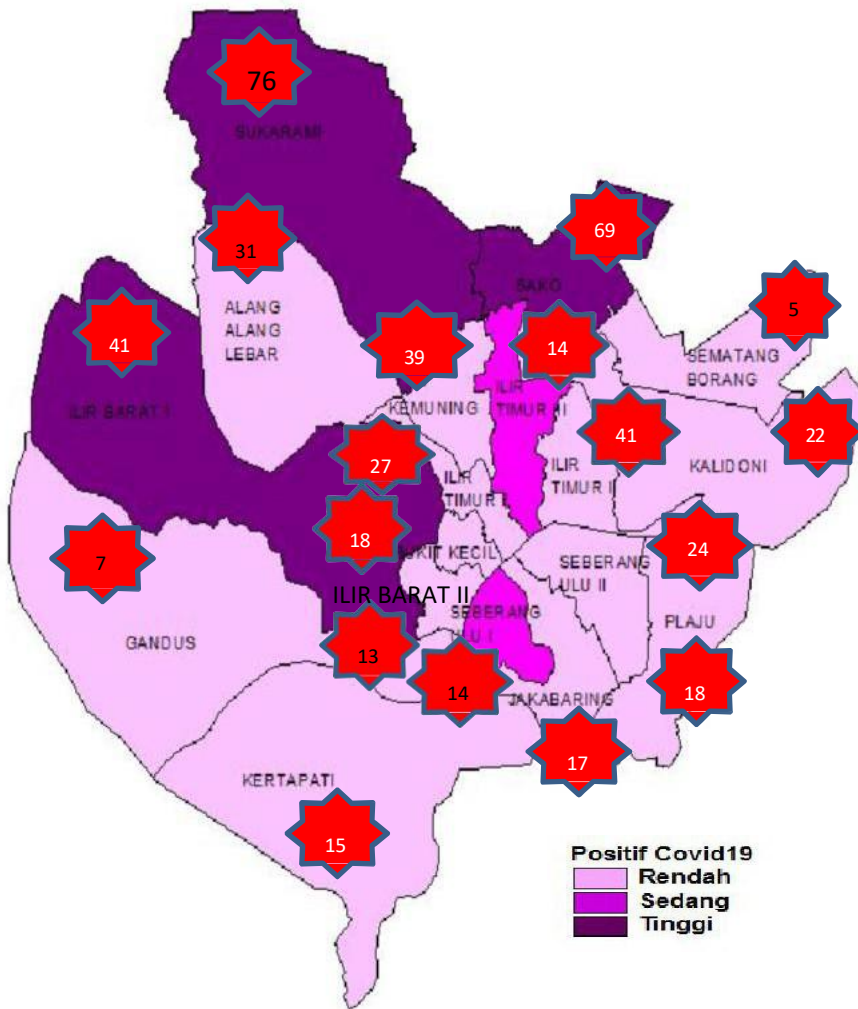 76
SUKARAMI
69
31
SAKO
5
ALANG
ALANG
LEBAR
41
39
14
SEMATANG
BORANG
ILIR BARAT I
KEMUNING
ILIR
TIMUR III
41
22
27
ILIR
TIMUR I
ILIR
TIMUR I
KALIDONI
18
BUKIT KECIL
24
7
SEBERANG
ULU II
ILIR BARAT II
SEBERANG
ULU I
PLAJU
GANDUS
13
14
JAKABARING
18
17
KERTAPATI
15
Positif Covid19
Rendah
Sedang
Tinggi